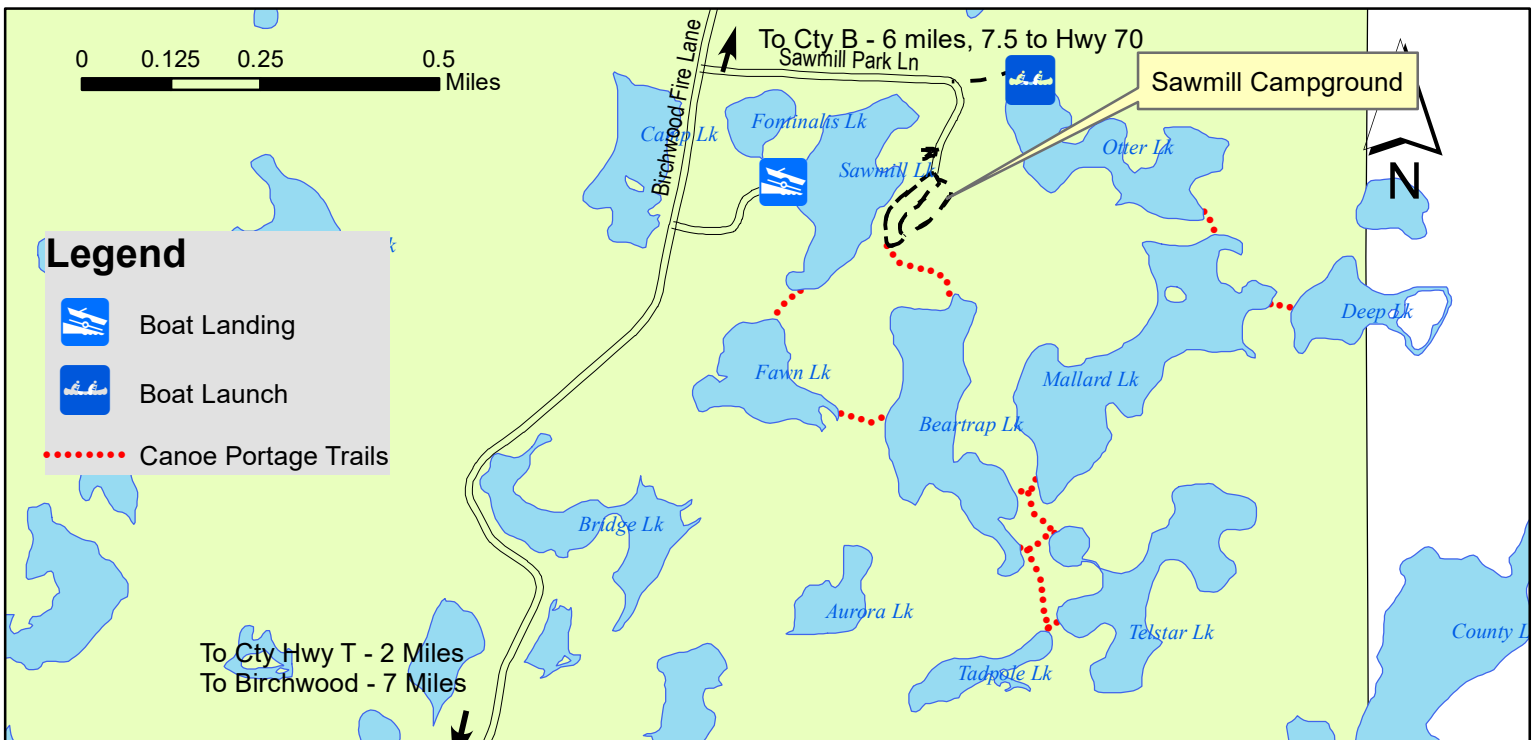 0 0.125 0.25 0.5
Miles
To Cty B - 6 miles, 7.5 to Hwy 70
Sawmill Park Ln
Birchwood Fire Lane
Sawmill Campground
N
Camp Lk
Fontinalis Lk
Sawmill Lk
Otter Lk
Legend
Boat Landing
Boat Launch
Canoe Portage Trails
Deep Lk
Fawn Lk
Mallard Lk
Beartrap Lk
Bridge Lk
Aurora Lk
Telstar Lk
County L
Tadpole Lk
To Cty Hwy T - 2 Miles
To Birchwood - 7 Miles